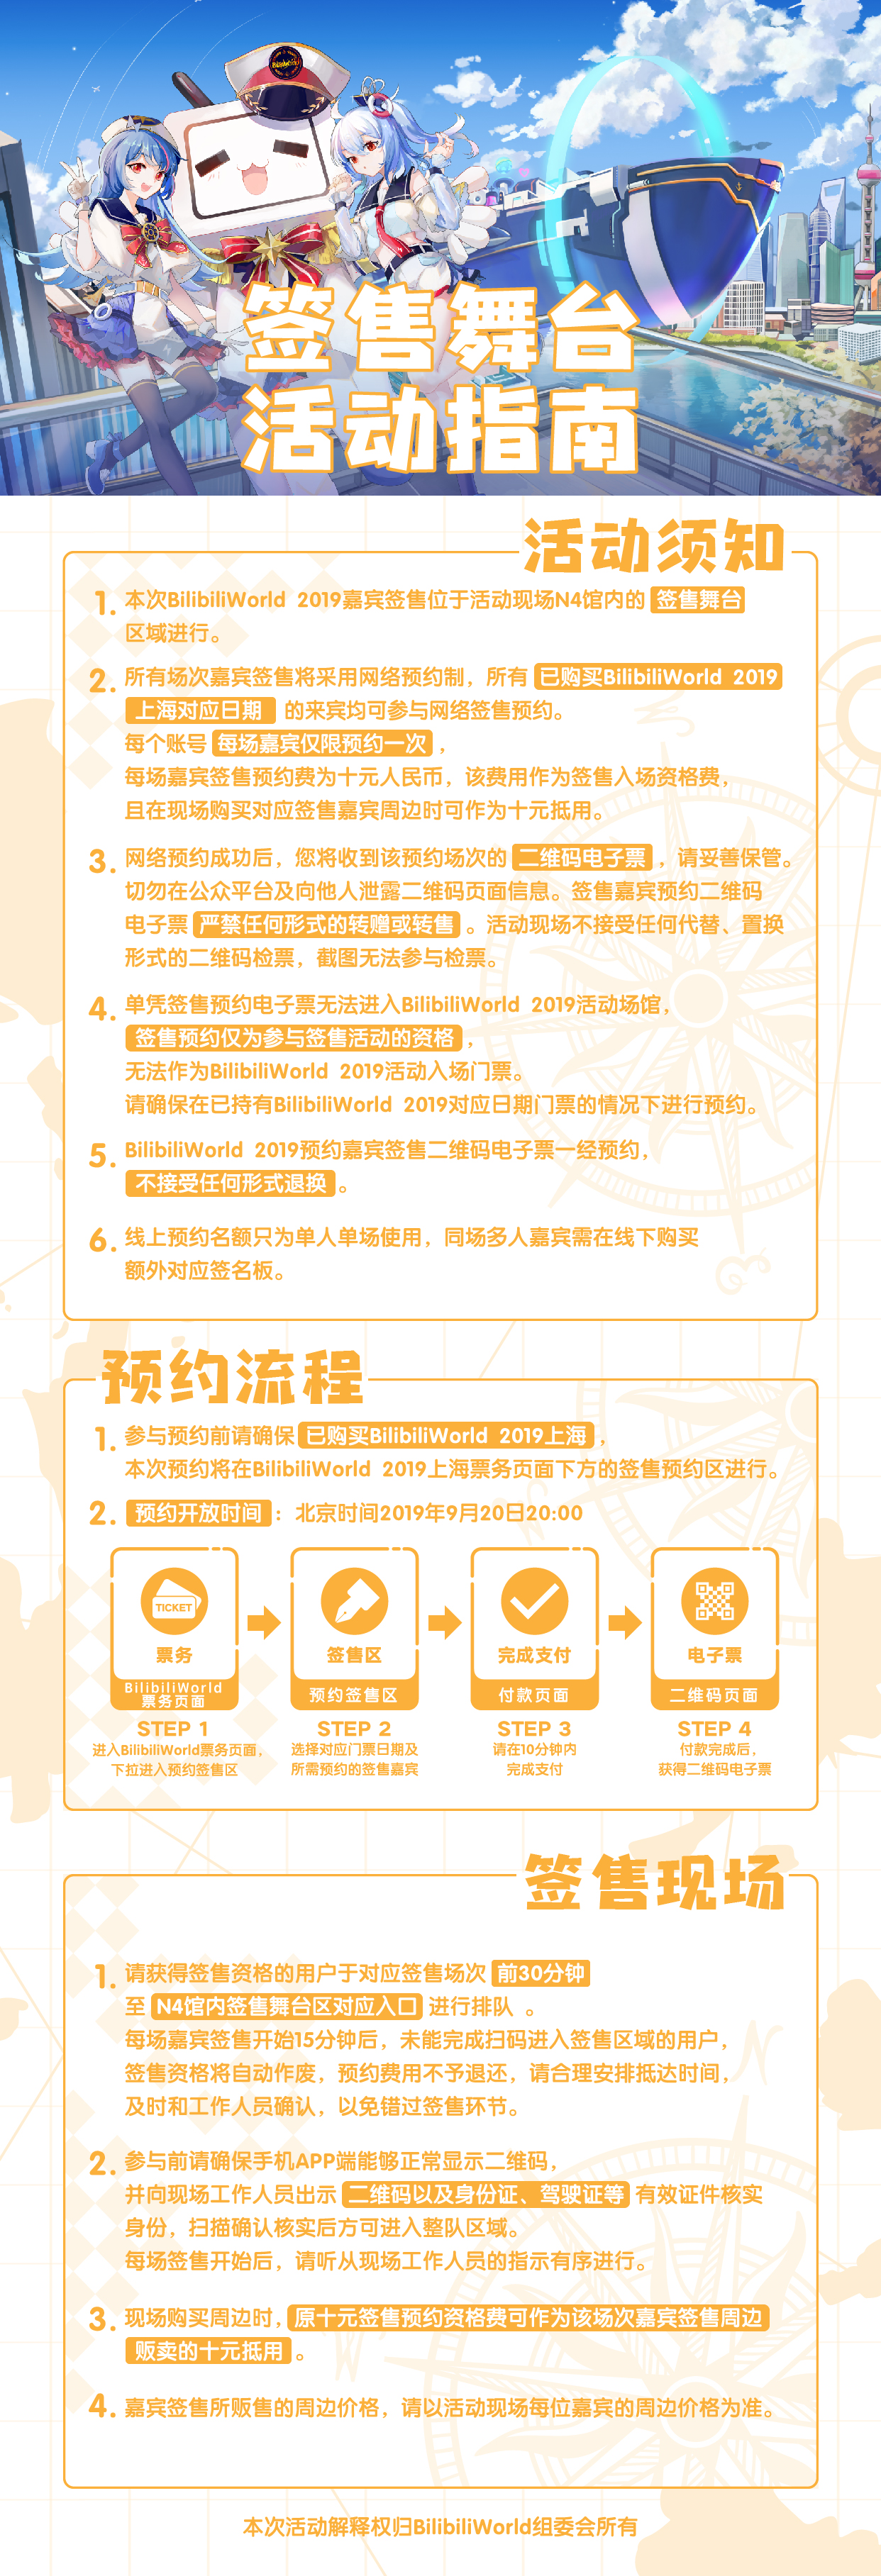 签售舞台
活动指南
活动须知
1. 本次BilibiliWorld 2019嘉宾签售位于活动现场N4馆内的 签售舞台
区域进行。
2. 所有场次嘉宾签售将采用网络预约制，所有 已购买BilibiliWorld 2019
上海对应日期 的来宾均可参与网络签售预约。
每个账号 每场嘉宾仅限预约一次，
每场嘉宾签售预约费为十元人民币，该费用作为签售入场资格费，
且在现场购买对应签售嘉宾周边时可作为十元抵用。
3. 网络预约成功后，您将收到该预约场次的 二维码电子票，请妥善保管。
切勿在公众平台及向他人泄露二维码页面信息。签售嘉宾预约二维码
电子票 严禁任何形式的转赠或转售。活动现场不接受任何代替、置换
形式的二维码检票，截图无法参与检票。
4. 单凭签售预约电子票无法进入BilibiliWorld 2019活动场馆，
签售预约仅为参与签售活动的资格，
无法作为BilibiliWorld 2019活动入场门票。
请确保在已持有BilibiliWorld 2019对应日期门票的情况下进行预约。
5. BilibiliWorld 2019预约嘉宾签售二维码电子票一经预约，
不接受任何形式退换。
6. 线上预约名额只为单人单场使用，同场多人嘉宾需在线下购买
额外对应签名板。
预约流程
1. 参与预约前请确保 已购买BilibiliWorld 2019上海，
本次预约将在BilibiliWorld 2019上海票务页面下方的签售预约区进行。
2. 预约开放时间：北京时间2019年9月20日20:00
TICKET
票务
BilibiliWorld
票务页面
STEP 1
进入BilibiliWorld票务页面，
下拉进入预约签售区
签售区
预约签售区
STEP 2
选择对应门票日期及
所需预约的签售嘉宾
完成支付
付款页面
STEP 3
请在10分钟内
完成支付
电子票
二维码页面
STEP 4
付款完成后，
获得二维码电子票
签售现场
1. 请获得签售资格的用户于对应签售场次 前30分钟
至 N4馆内签售舞台区对应入口 进行排队 。
每场嘉宾签售开始15分钟后，未能完成扫码进入签售区域的用户，
签售资格将自动作废，预约费用不予退还，请合理安排抵达时间，
及时和工作人员确认，以免错过签售环节。
2. 参与前请确保手机APP端能够正常显示二维码，
并向现场工作人员出示 二维码以及身份证、驾驶证等 有效证件核实
身份，扫描确认核实后方可进入整队区域。
每场签售开始后，请听从现场工作人员的指示有序进行。
3. 现场购买周边时，原十元签售预约资格费可作为该场次嘉宾签售周边
贩卖的十元抵用。
4. 嘉宾签售所贩售的周边价格，请以活动现场每位嘉宾的周边价格为准。
本次活动解释权归BilibiliWorld组委会所有